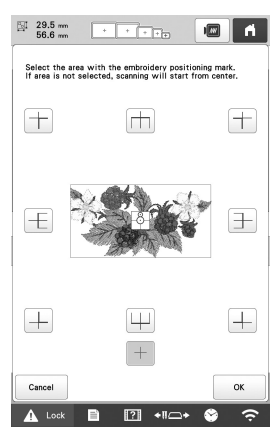 29.5 mm
56.6 mm
Select the area with the embroidery positioning mark.
If area is not selected, scanning will start from center.
Cancel
OK
Lock